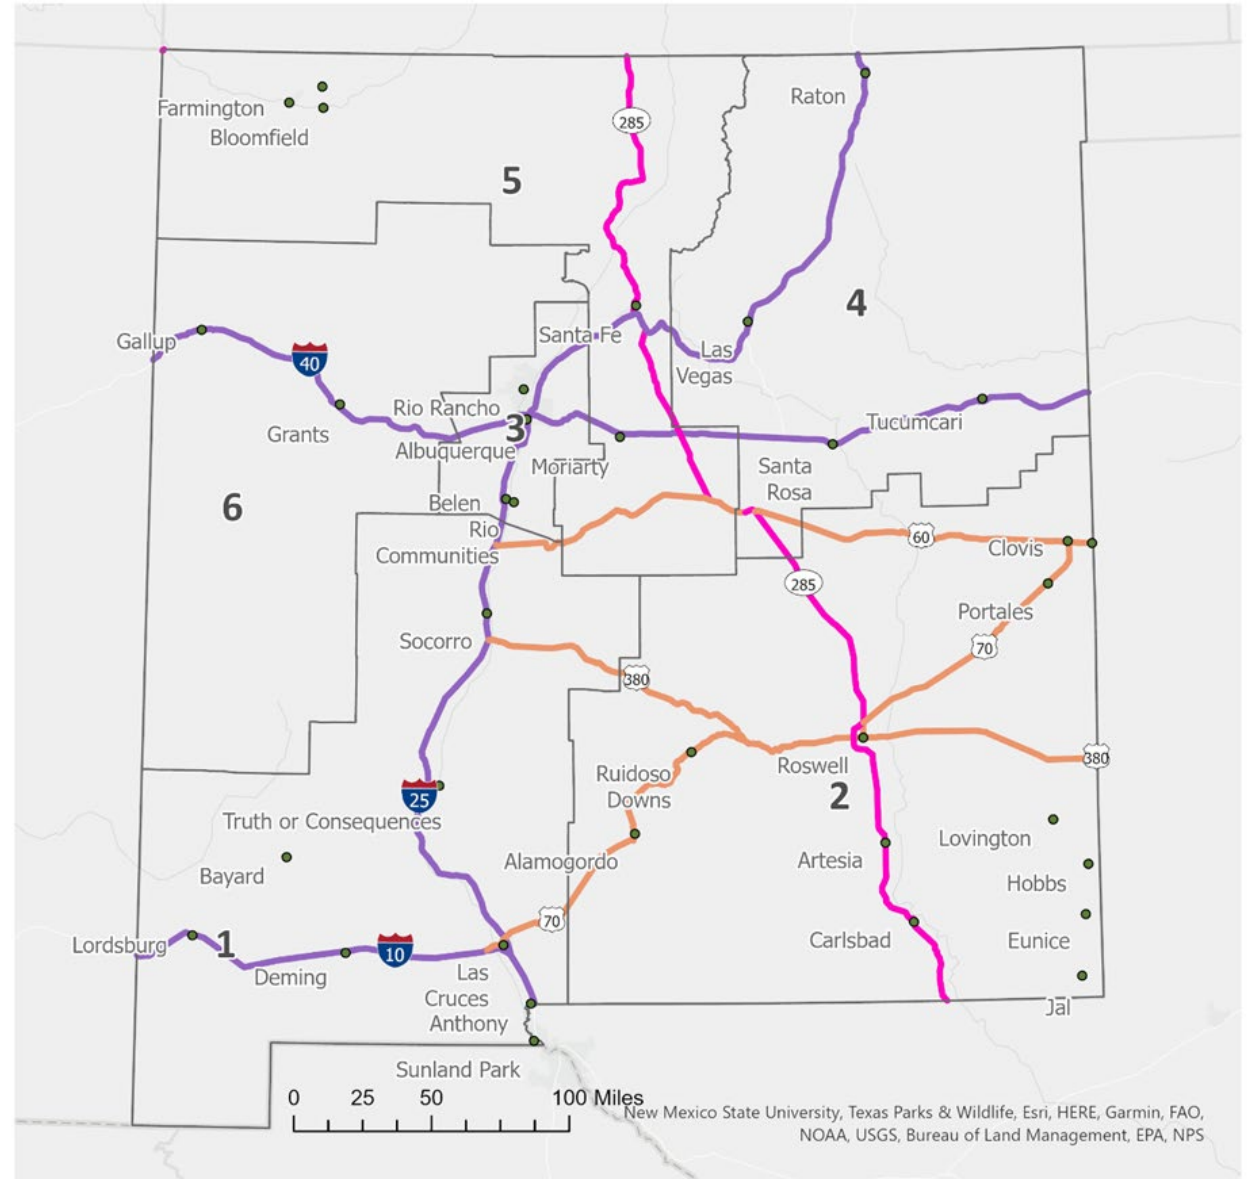 Raton
Farmington
285
Bloomfield
5
4
Gallup
Santa Fe
40
Las
Vegas
Rio Rancho
Tucumcari
3
Grants
Albuquerque
Moriarty
Santa
Rosa
Belen
6
Rio
Communities
60
Clovis
285
Portales
Socorro
70
380
380
Roswell
Ruidoso
Downs
2
25
Truth or Consequences
Lovington
Alamogordo
Artesia
Bayard
Hobbs
70
Lordsburg
1
10
Carlsbad
Eunice
Deming
Las
Cruces
Jal
Anthony
Sunland Park
0 25 50 100 Miles
New Mexico State University, Texas Parks & Wildlife, Esri, HERE, Garmin, FAO,
NOAA, USGS, Bureau of Land Management, EPA, NPS